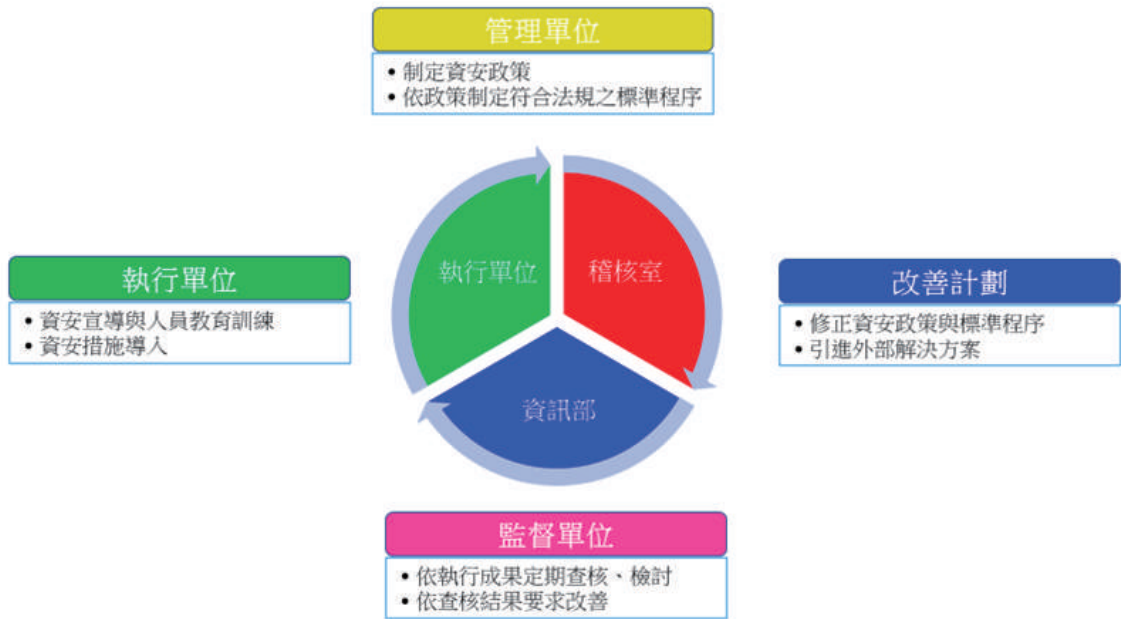 管理單位
• 制定資安政策
• 依政策制定符合法規之標準程序
執行單位
• 資安宣導與人員教育訓練
• 資安措施導入
執行單位
稽核室
資訊部
改善計劃
• 修正資安政策與標準程序
• 引進外部解決方案
監督單位
• 依執行成果定期查核、檢討
• 依查核結果要求改善